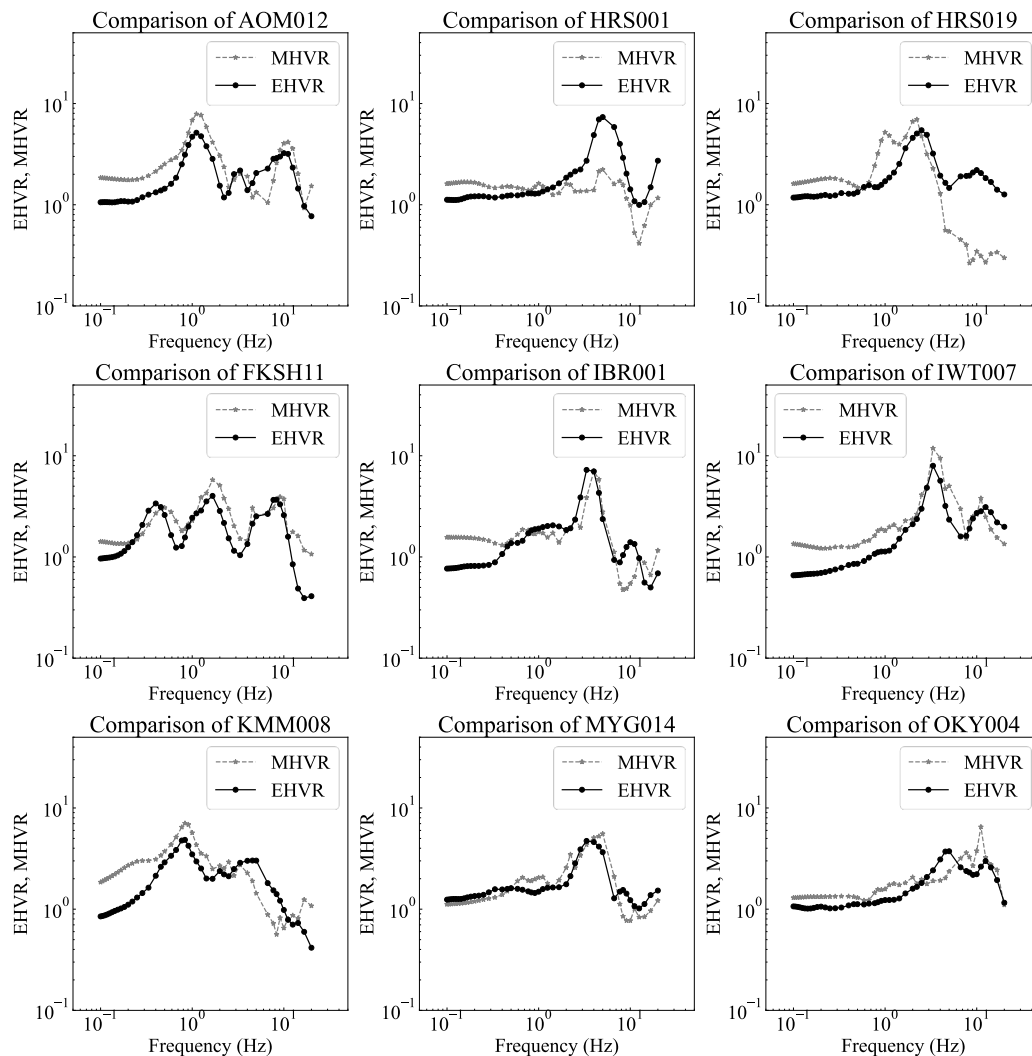 Comparison of AOM012
EHVR, MHVR
10^1
10^0
10^-1
MHVR
EHVR
10^-1 10^0 10^1
Frequency (Hz)
Comparison of HRS001
EHVR, MHVR
10^1
10^0
10^-1
MHVR
EHVR
10^-1 10^0 10^1
Frequency (Hz)
Comparison of HRS019
EHVR, MHVR
10^1
10^0
10^-1
MHVR
EHVR
10^-1 10^0 10^1
Frequency (Hz)
Comparison of FKSH11
EHVR, MHVR
10^1
10^0
10^-1
MHVR
EHVR
10^-1 10^0 10^1
Frequency (Hz)
Comparison of IBR001
EHVR, MHVR
10^1
10^0
10^-1
MHVR
EHVR
10^-1 10^0 10^1
Frequency (Hz)
Comparison of IWT007
EHVR, MHVR
10^1
10^0
10^-1
MHVR
EHVR
10^-1 10^0 10^1
Frequency (Hz)
Comparison of KMM008
EHVR, MHVR
10^1
10^0
10^-1
MHVR
EHVR
10^-1 10^0 10^1
Frequency (Hz)
Comparison of MYG014
EHVR, MHVR
10^1
10^0
10^-1
MHVR
EHVR
10^-1 10^0 10^1
Frequency (Hz)
Comparison of OKY004
EHVR, MHVR
10^1
10^0
10^-1
MHVR
EHVR
10^-1 10^0 10^1
Frequency (Hz)